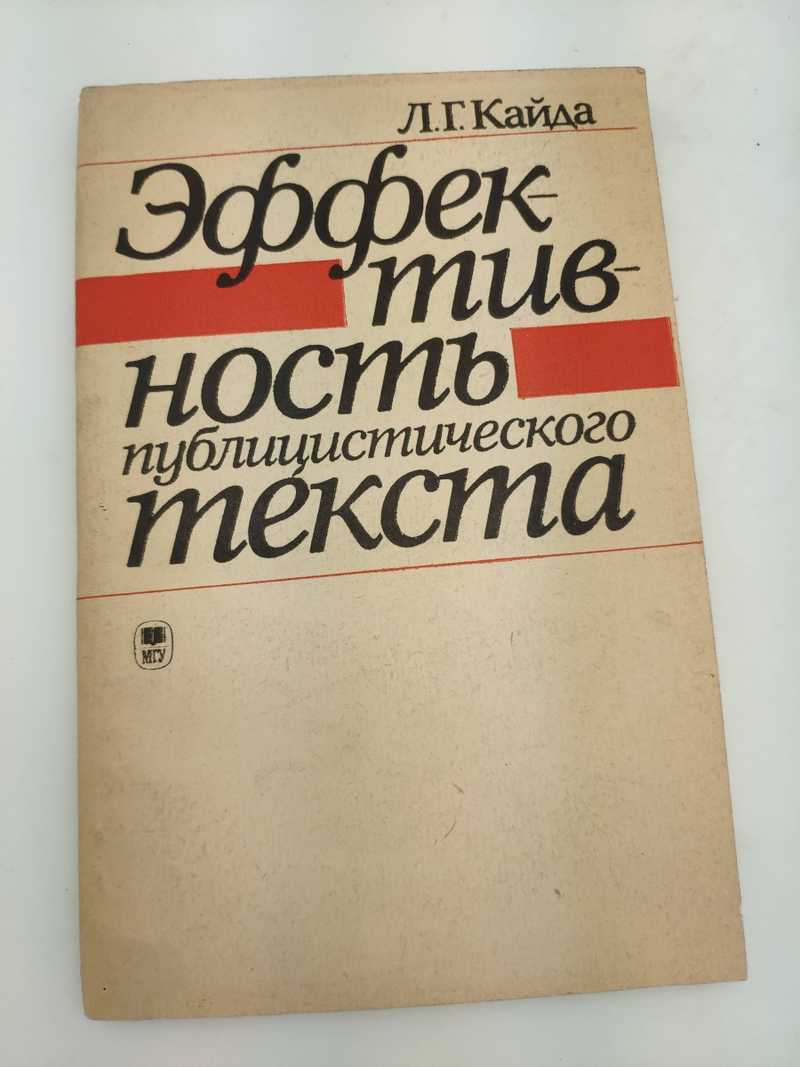 Л.Г. Кайда
Эффек-
тив-
ность
публицистического
текста
МГУ